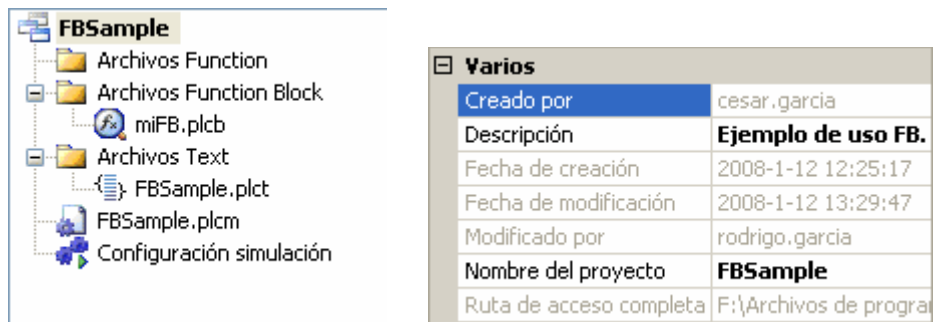 FBSample
Archivos Function
Archivos Function Block
miFB.plcb
Archivos Text
FBSample.plct
FBSample.plcm
Configuración simulación
Varios
Creado por cesar.garcia
Descripción Ejemplo de uso FB.
Fecha de creación 2008-1-12 12:25:17
Fecha de modificación 2008-1-12 13:29:47
Modificado por rodrigo.garcia
Nombre del proyecto FBSample
Ruta de acceso completa F:\Archivos de